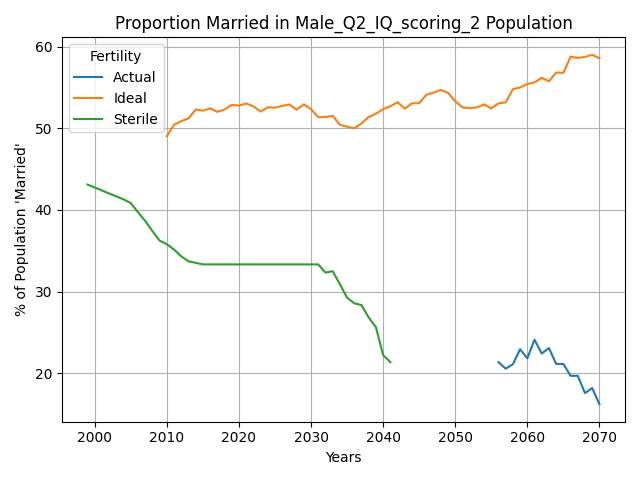 Proportion Married in Male_Q2_IQ_scoring_2 Population
Fertility
Actual
Ideal
Sterile
% of Population 'Married'
60
50
40
30
20
2000 2010 2020 2030 2040 2050 2060 2070
Years